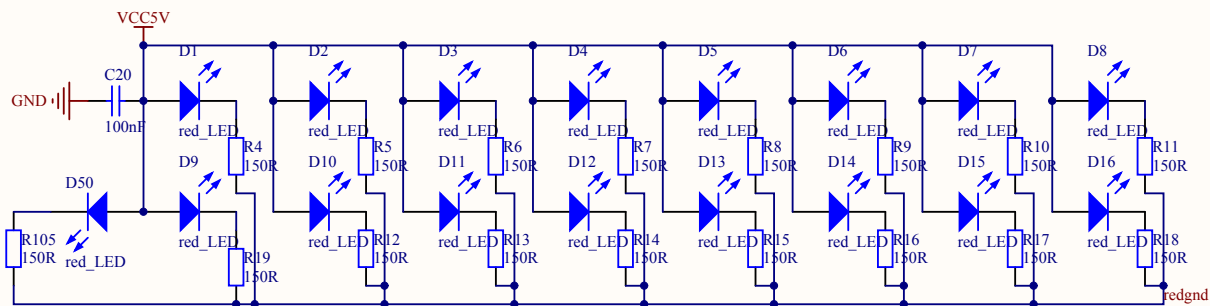 VCC5V
D1
D2
D3
D4
D5
D6
D7
D8
C20
GND
100nF
red_LED
red_LED
red_LED
red_LED
red_LED
red_LED
red_LED
red_LED
R4
150R
R5
150R
R6
150R
R7
150R
R8
150R
R9
150R
R10
150R
R11
150R
D9
D10
D11
D12
D13
D14
D15
D16
D50
R105
150R
red_LED
red_LED
red_LED
red_LED
red_LED
red_LED
red_LED
red_LED
red_LED
R19
150R
R12
150R
R13
150R
R14
150R
R15
150R
R16
150R
R17
150R
R18
150R
redgnd